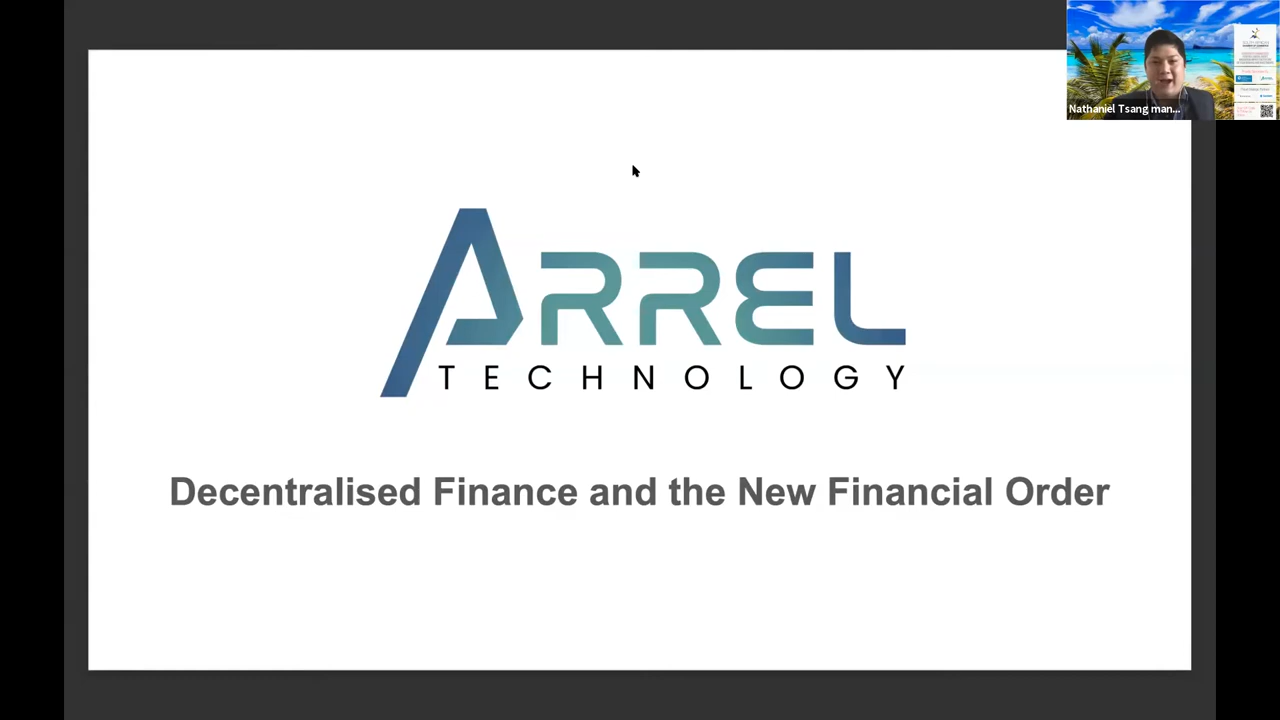 Nathaniel Tsang man...
ARREL
TECHNOLOGY
Decentralised Finance and the New Financial Order